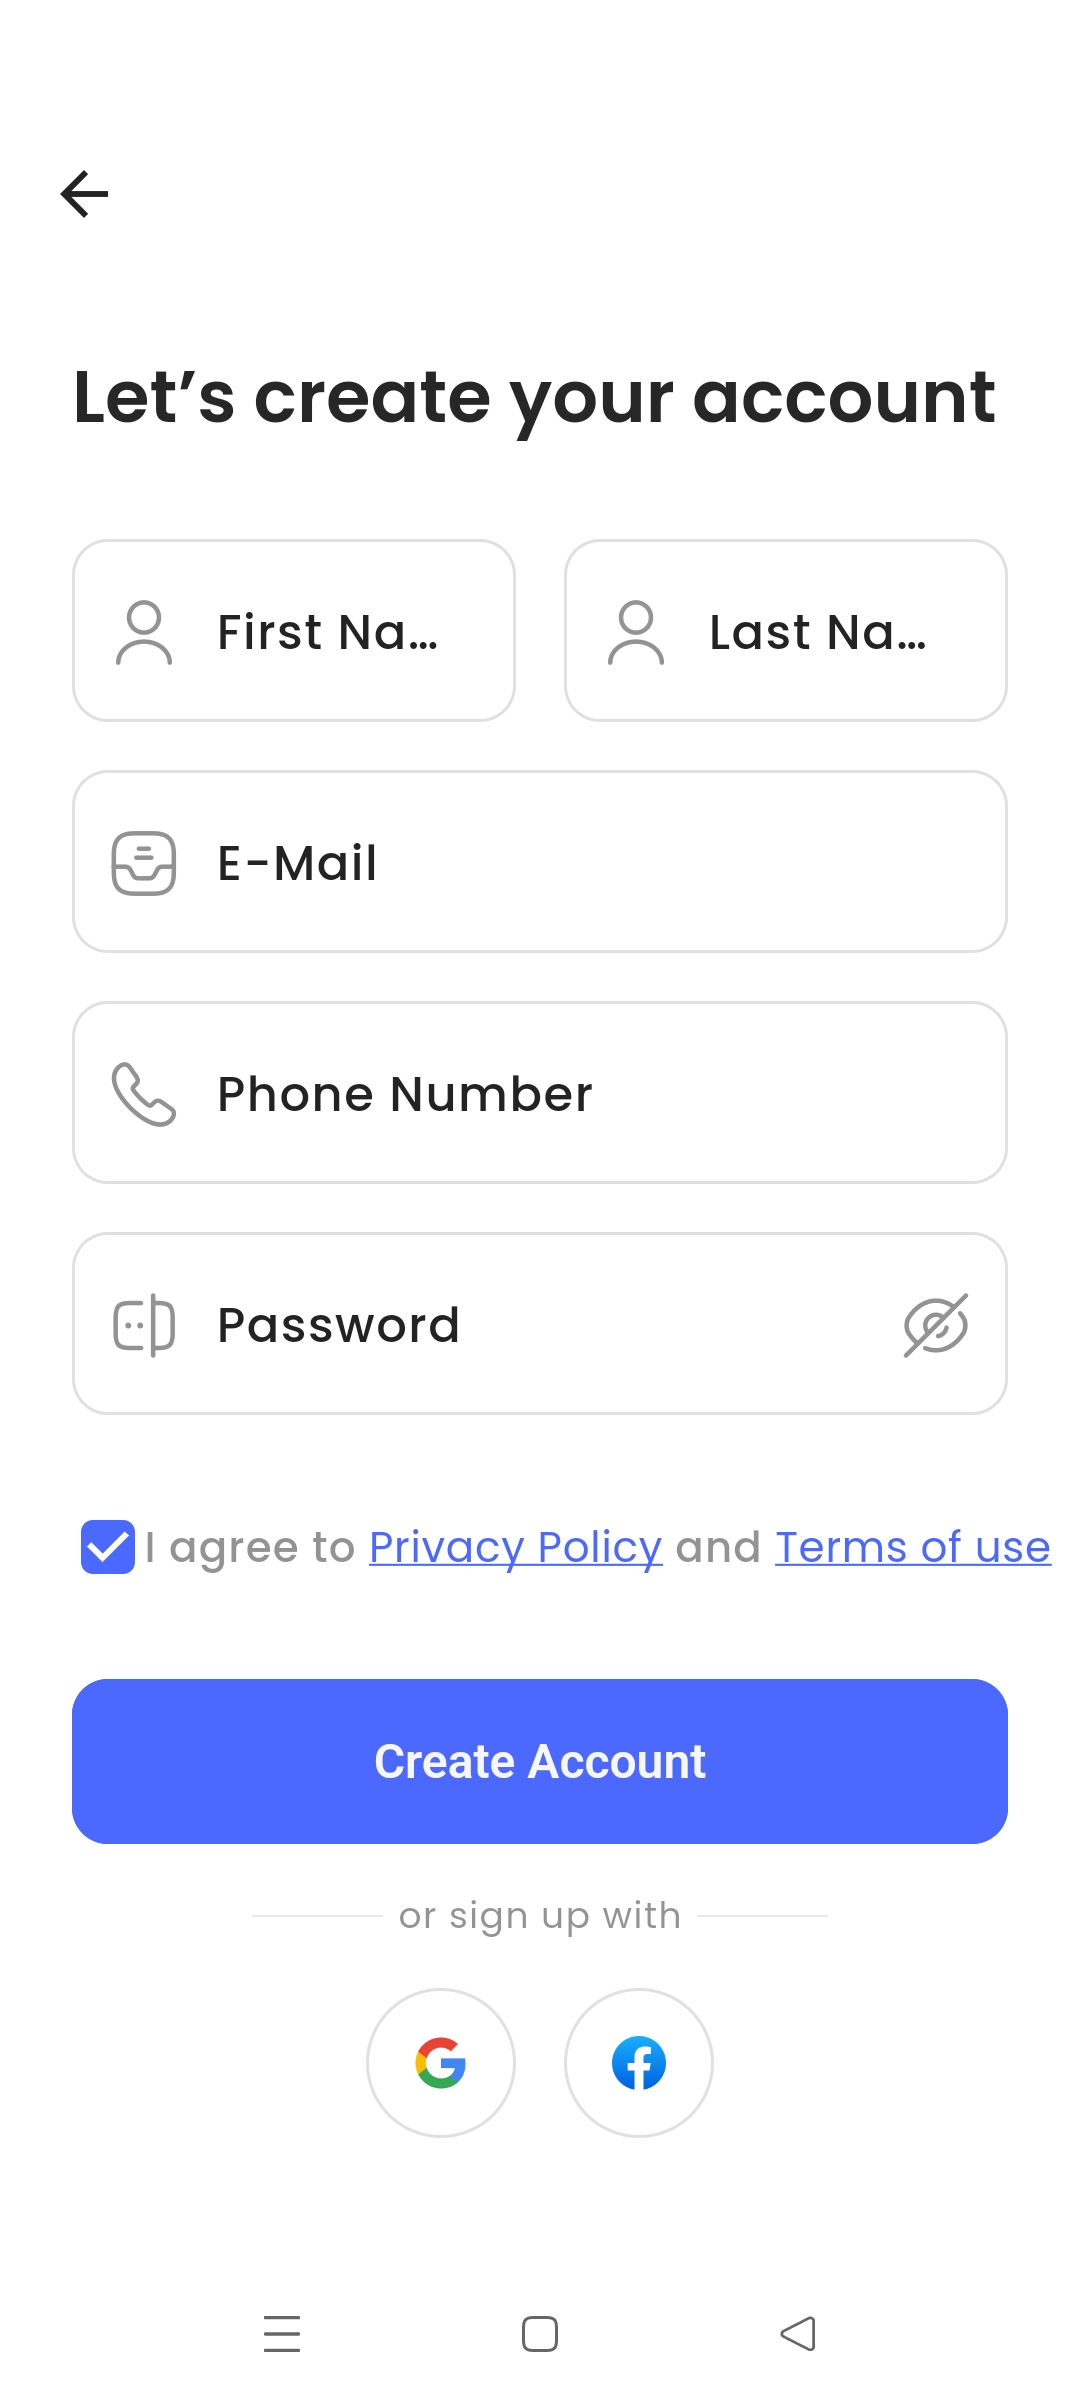 Let’s create your account
First Na...
Last Na...
E-Mail
Phone Number
Password
I agree to Privacy Policy and Terms of use
Create Account
or sign up with